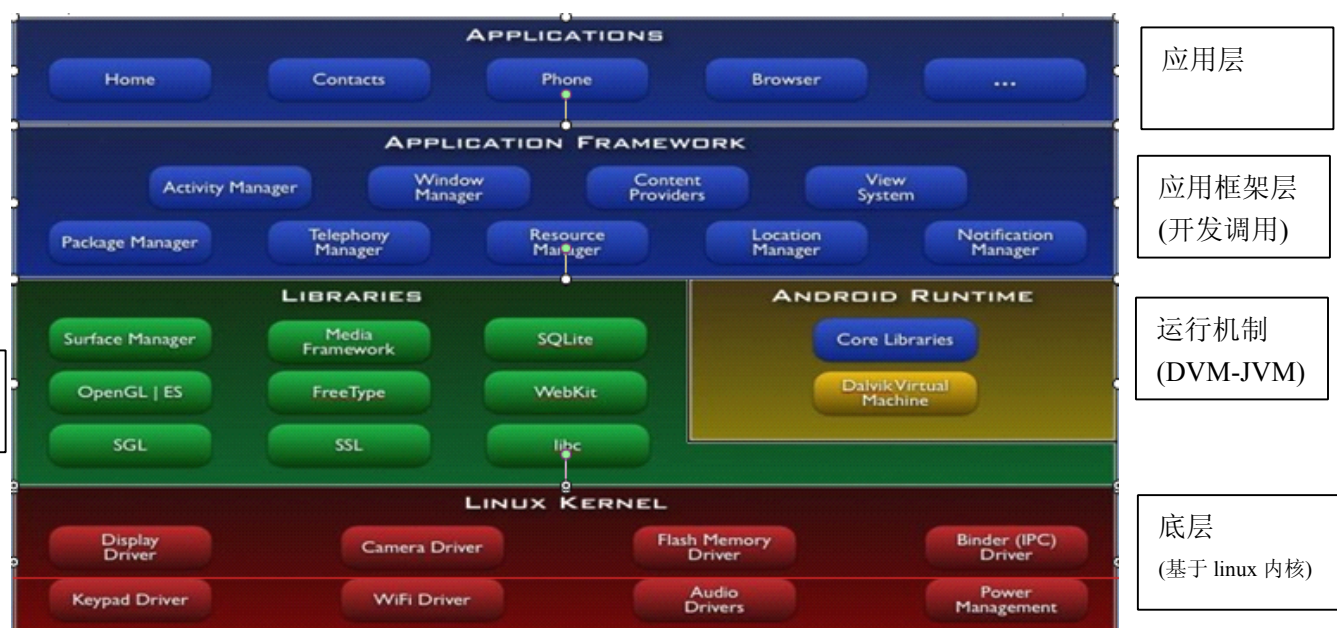 APPLICATIONS
Home
Contacts
Phone
Browser
...
应用层
APPLICATION FRAMEWORK
Activity Manager
Window
Manager
Content
Providers
View
System
Package Manager
Telephony
Manager
Resource
Manager
Location
Manager
Notification
Manager
应用框架层
(开发调用)
LIBRARIES
Surface Manager
Media
Framework
SQLite
OpenGL | ES
FreeType
WebKit
SGL
SSL
libc
ANDROID RUNTIME
Core Libraries
Dalvik Virtual
Machine
运行机制
(DVM-JVM)
LINUX KERNEL
Display
Driver
Camera Driver
Flash Memory
Driver
Binder (IPC)
Driver
Keypad Driver
WiFi Driver
Audio
Drivers
Power
Management
底层
(基于 linux 内核)